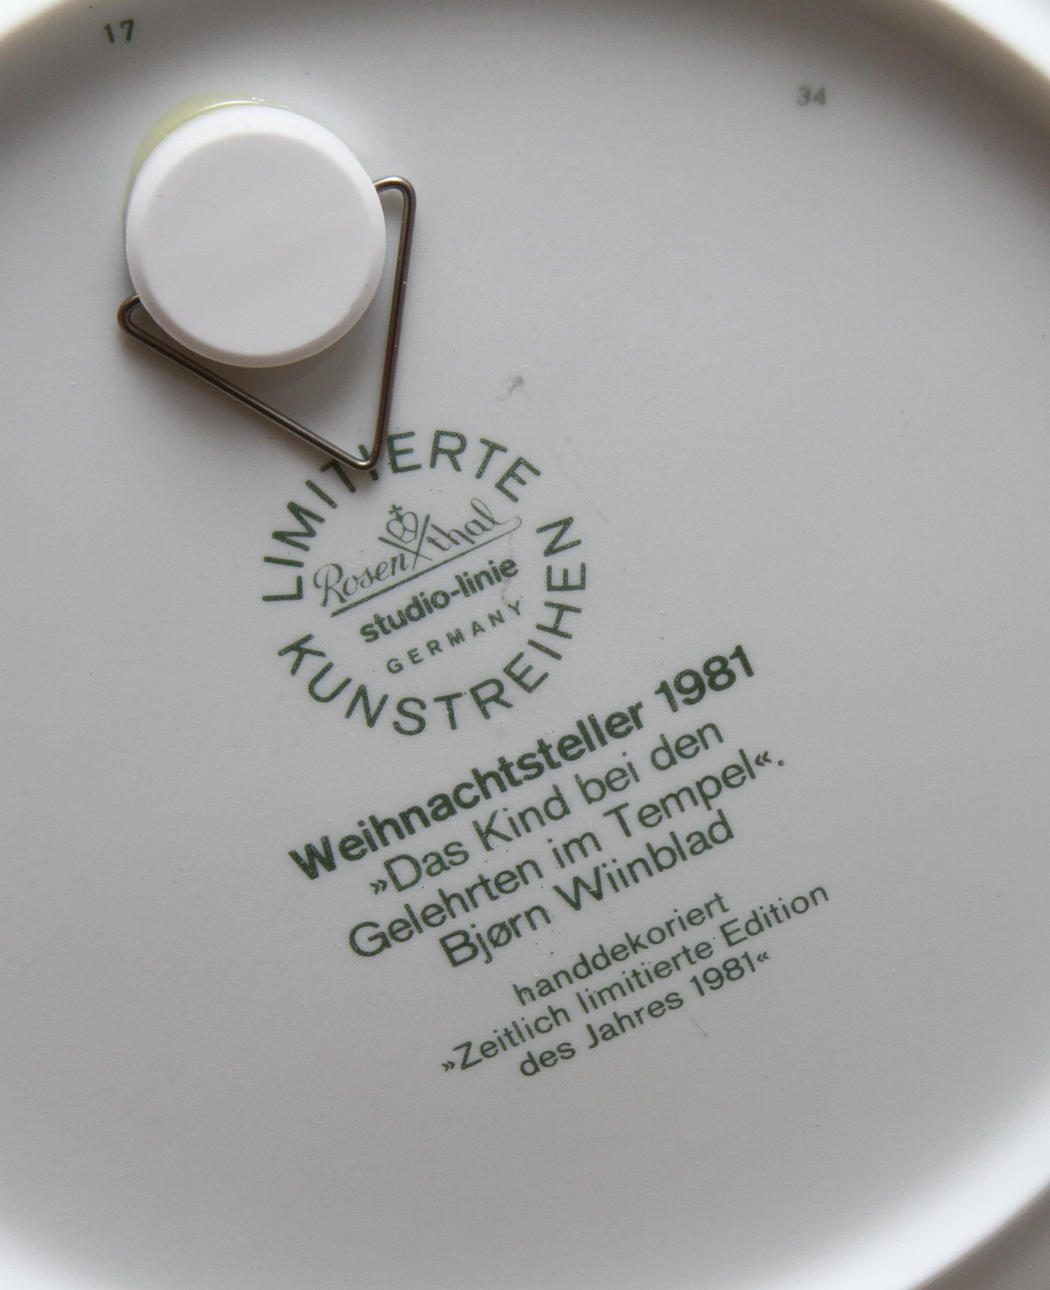 17
34
LIMITIERTE
KUNSTREIHEN
Rosenthal
studio-linie
GERMANY
Weihnachtsteller 1981
»Das Kind bei den
Gelehrten im Tempel«.
Bjørn Wiinblad
handdekoriert
»Zeitlich limitierte Edition
des Jahres 1981«